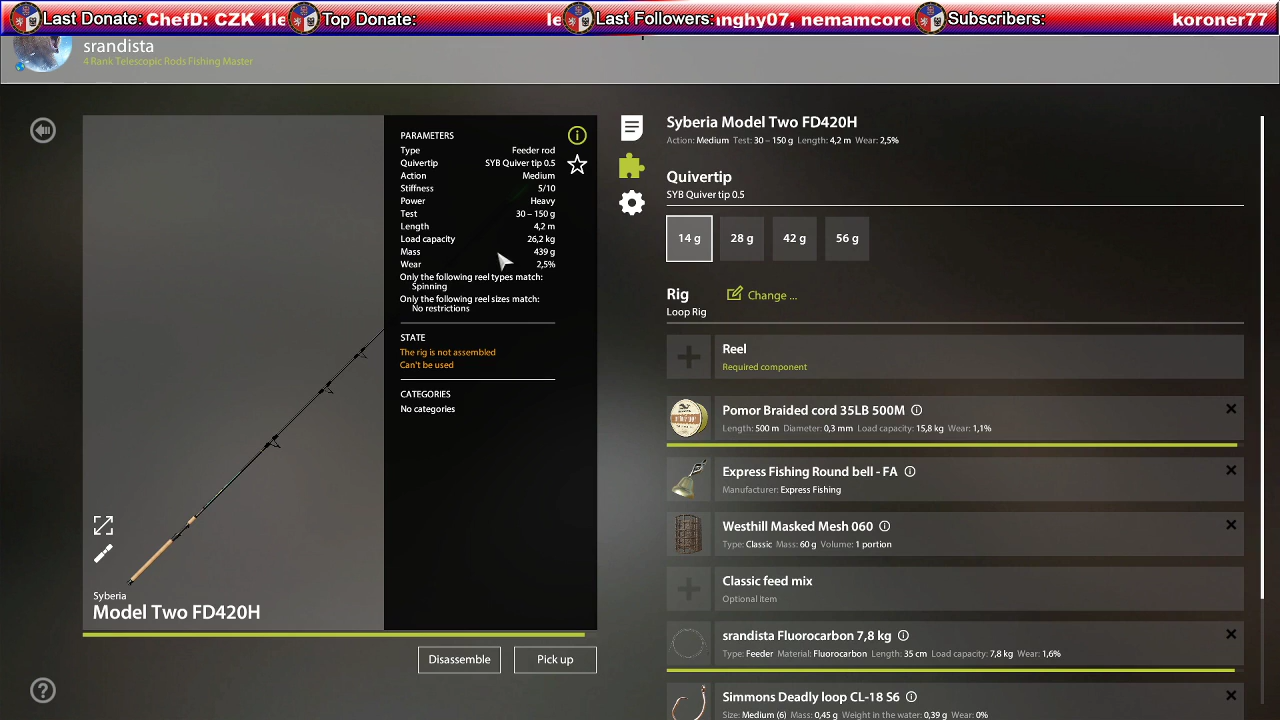 Last Donate: ChefD: CZK 1le
Top Donate: le
Last Followers: anghy07, nemamcoro
Subscribers: koroner77
srandista
4 Rank Telescopic Rods Fishing Master
PARAMETERS
Type Feeder rod
Quivertip SYB Quiver tip 0.5
Action Medium
Stiffness 5/10
Power Heavy
Test 30 – 150 g
Length 4,2 m
Load capacity 26,2 kg
Mass 439 g
Wear 2,5%
Only the following reel types match:
Spinning
Only the following reel sizes match:
No restrictions
STATE
The rig is not assembled
Can't be used
CATEGORIES
No categories
Syberia
Model Two FD420H
Disassemble
Pick up
Syberia Model Two FD420H
Action: Medium Test: 30 – 150 g Length: 4,2 m Wear: 2,5%
Quivertip
SYB Quiver tip 0.5
14 g 28 g 42 g 56 g
Rig Change ...
Loop Rig
Reel
Required component
Pomor Braided cord 35LB 500M
Length: 500 m Diameter: 0,3 mm Load capacity: 15,8 kg Wear: 1,1%
Express Fishing Round bell - FA
Manufacturer: Express Fishing
Westhill Masked Mesh 060
Type: Classic Mass: 60 g Volume: 1 portion
Classic feed mix
Optional item
srandista Fluorocarbon 7,8 kg
Type: Feeder Material: Fluorocarbon Length: 35 cm Load capacity: 7,8 kg Wear: 1,6%
Simmons Deadly loop CL-18 S6
Size: Medium (6) Mass: 0,45 g Weight in the water: 0,39 g Wear: 0%